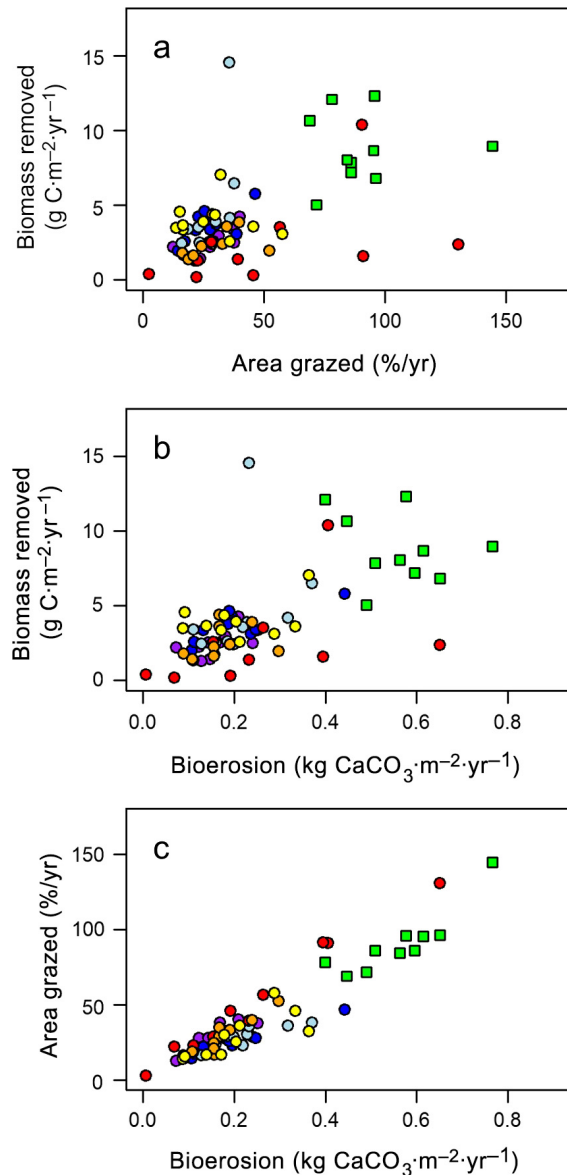 a
Biomass removed
(g C·m⁻²·yr⁻¹)
15
10
5
0
0 50 100 150
Area grazed (%/yr)
b
Biomass removed
(g C·m⁻²·yr⁻¹)
15
10
5
0
0.0 0.2 0.4 0.6 0.8
Bioerosion (kg CaCO₃·m⁻²·yr⁻¹)
c
Area grazed (%/yr)
150
100
50
0
0.0 0.2 0.4 0.6 0.8
Bioerosion (kg CaCO₃·m⁻²·yr⁻¹)